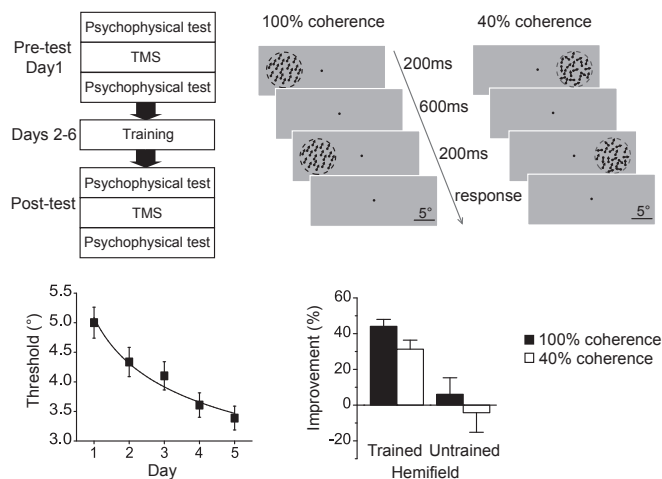 Pre-test
Day1
Psychophysical test
TMS
Psychophysical test
Days 2-6
Training
Post-test
Psychophysical test
TMS
Psychophysical test
100% coherence
40% coherence
200ms
600ms
200ms
response
5°
5°
Threshold (°)
5.5
5.0
4.5
4.0
3.5
3.0
1 2 3 4 5
Day
Improvement (%)
60
40
20
0
-20
Trained Untrained
Hemifield
100% coherence
40% coherence